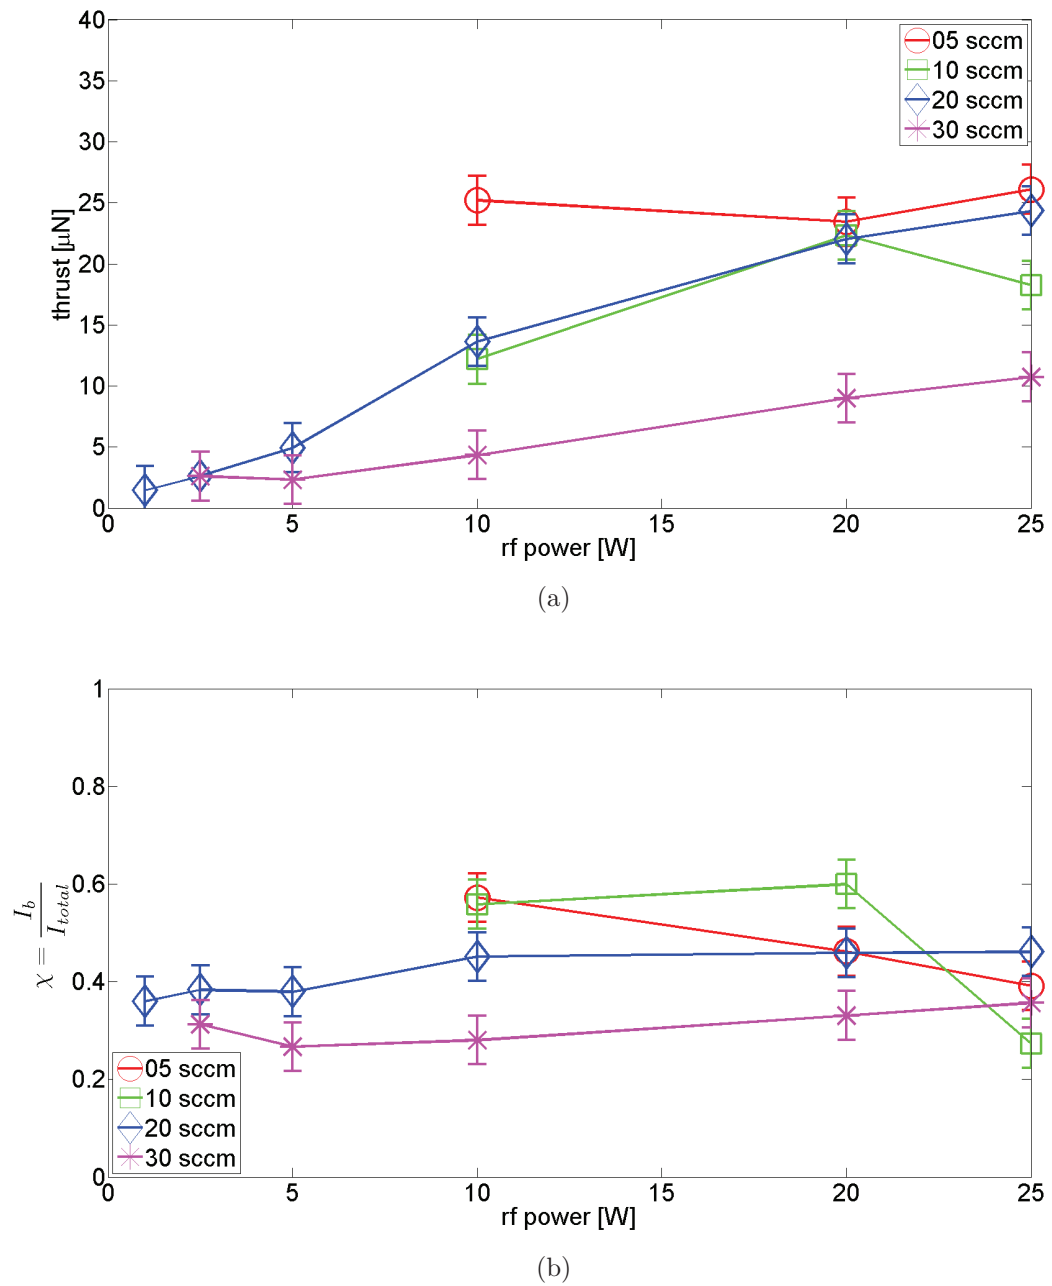 40
35
30
25
20
15
10
5
0
thrust [μN]
0 5 10 15 20 25
rf power [W]
05 sccm
10 sccm
20 sccm
30 sccm
(a)
1
0.8
0.6
0.4
0.2
0
χ = I_b / I_total
05 sccm
10 sccm
20 sccm
30 sccm
0 5 10 15 20 25
rf power [W]
(b)